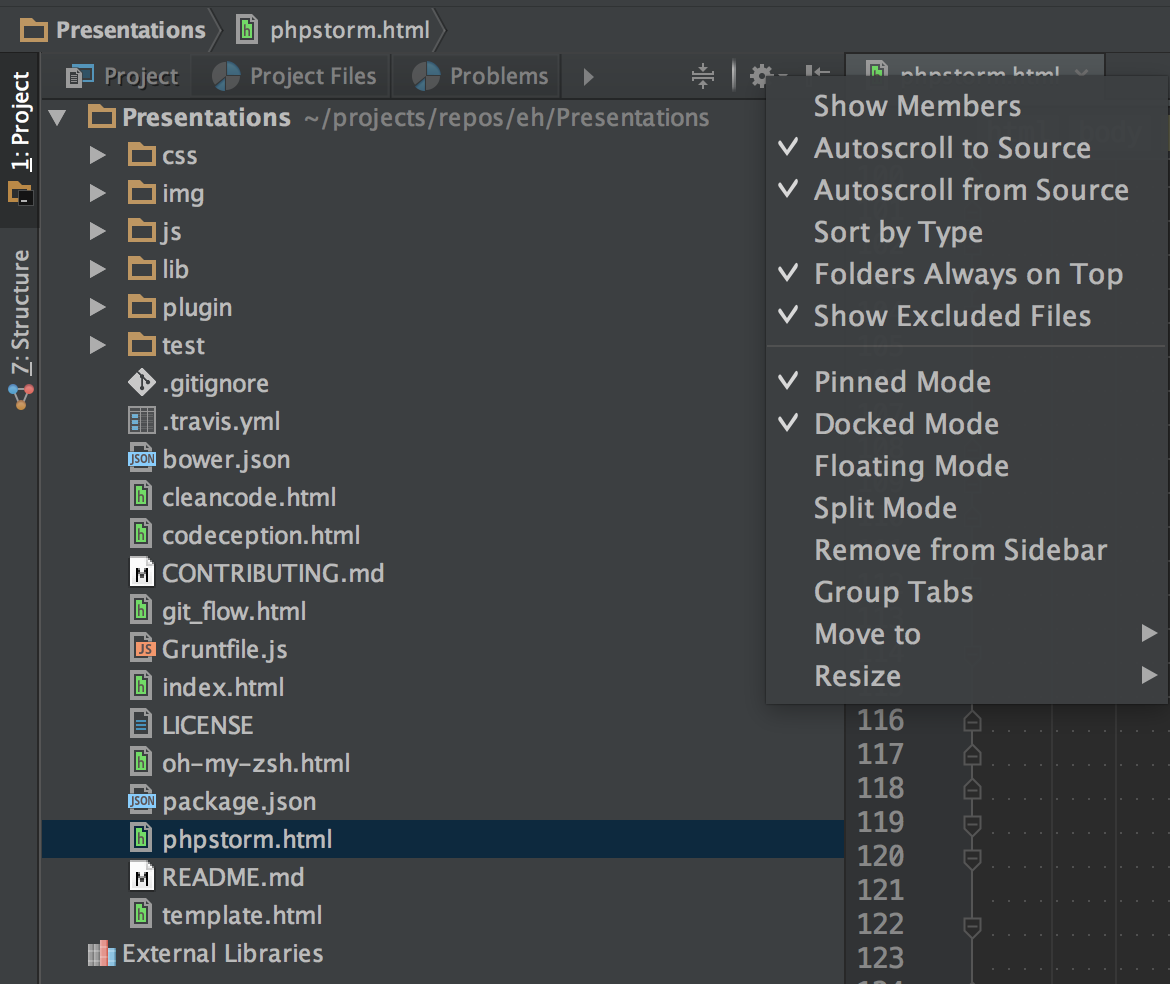 Presentations phpstorm.html
Project Project Files Problems phpstorm.html
1: Project
7: Structure
Presentations ~/projects/repos/eh/Presentations
css
img
js
lib
plugin
test
.gitignore
.travis.yml
JSON bower.json
cleancode.html
codeception.html
CONTRIBUTING.md
git_flow.html
JS Gruntfile.js
index.html
LICENSE
oh-my-zsh.html
JSON package.json
phpstorm.html
README.md
template.html
External Libraries
Show Members
Autoscroll to Source
Autoscroll from Source
Sort by Type
Folders Always on Top
Show Excluded Files
Pinned Mode
Docked Mode
Floating Mode
Split Mode
Remove from Sidebar
Group Tabs
Move to
Resize
116
117
118
119
120
121
122
123